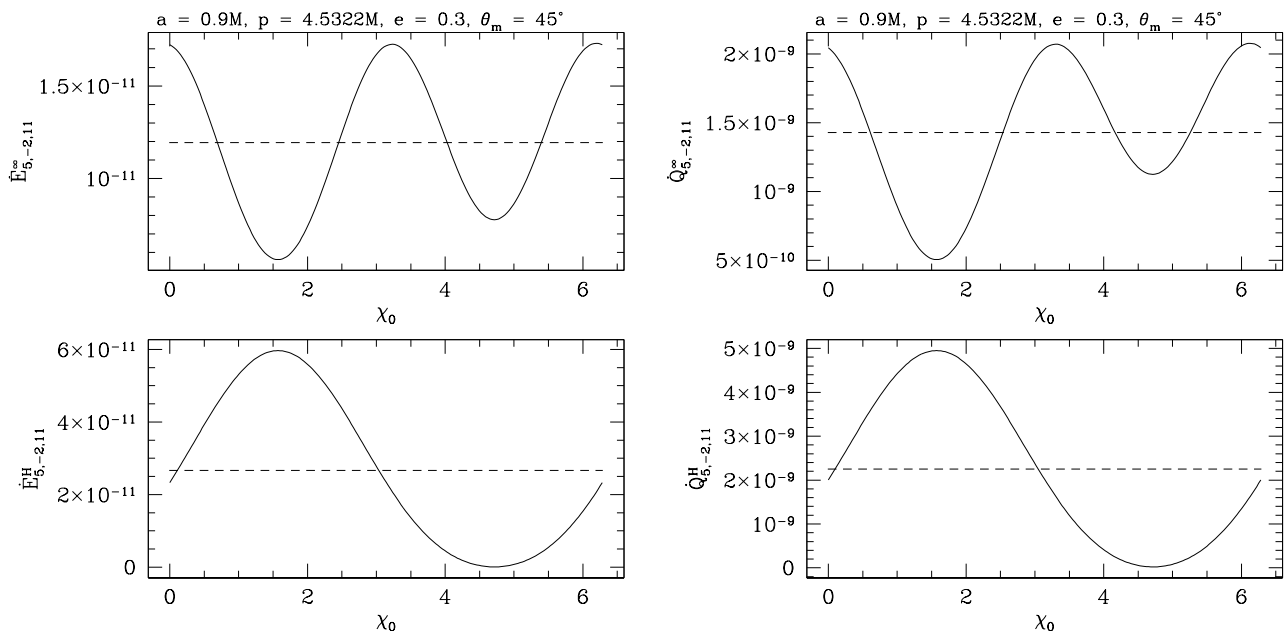 a = 0.9M, p = 4.5322M, e = 0.3, θₘ = 45°
Ė^∞_{5,−2,11}
1.5×10⁻¹¹
10⁻¹¹
0 2 4 6
χ₀
a = 0.9M, p = 4.5322M, e = 0.3, θₘ = 45°
Q̇^∞_{5,−2,11}
2×10⁻⁹
1.5×10⁻⁹
10⁻⁹
5×10⁻¹⁰
0 2 4 6
χ₀
Ė^H_{5,−2,11}
6×10⁻¹¹
4×10⁻¹¹
2×10⁻¹¹
0
0 2 4 6
χ₀
Q̇^H_{5,−2,11}
5×10⁻⁹
4×10⁻⁹
3×10⁻⁹
2×10⁻⁹
10⁻⁹
0
0 2 4 6
χ₀